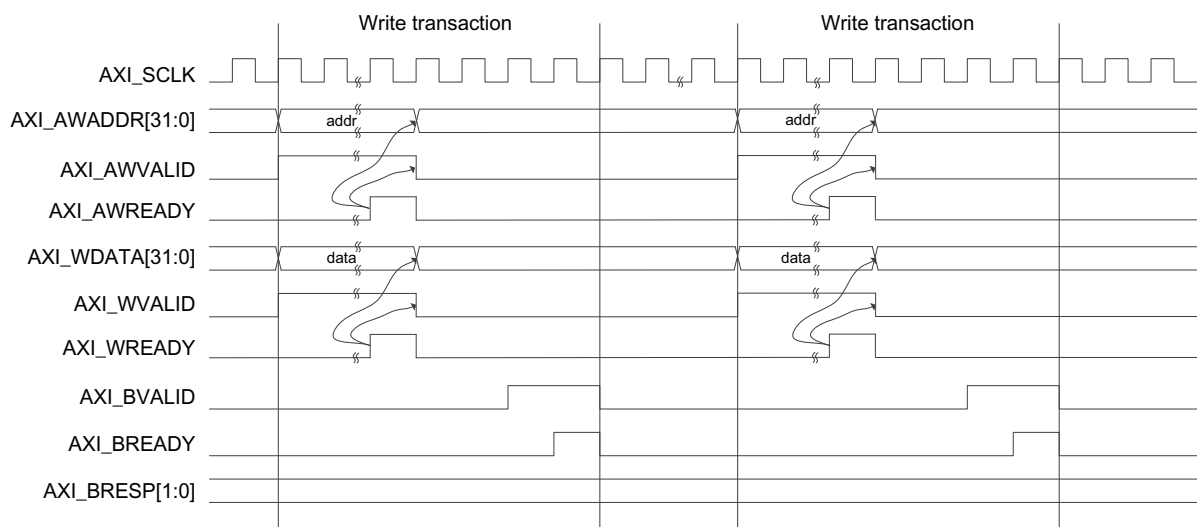 Write transaction Write transaction
AXI_SCLK
AXI_AWADDR[31:0] addr addr
AXI_AWVALID
AXI_AWREADY
AXI_WDATA[31:0] data data
AXI_WVALID
AXI_WREADY
AXI_BVALID
AXI_BREADY
AXI_BRESP[1:0]